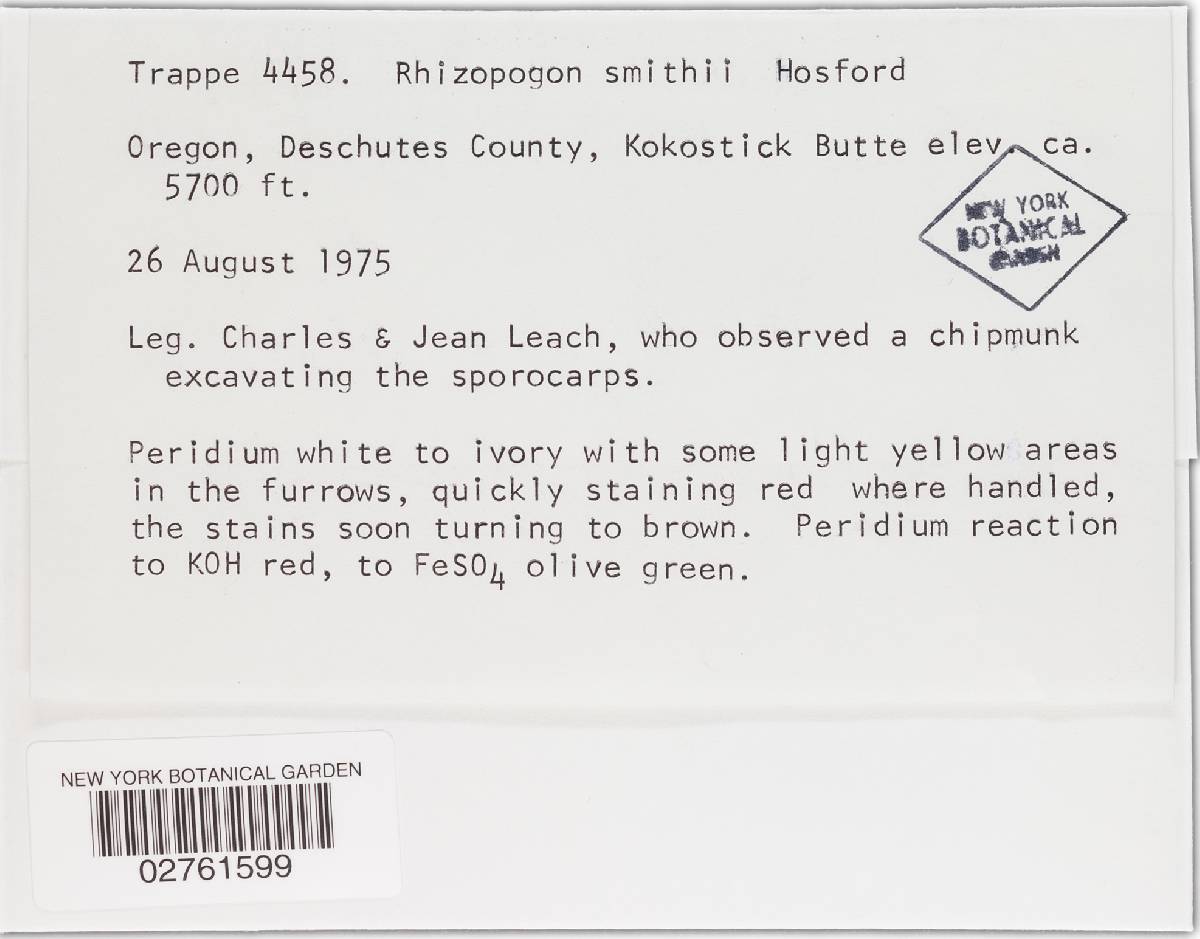 Trappe 4458. Rhizopogon smithii Hosford
Oregon, Deschutes County, Kokostick Butte elev. ca.
5700 ft.
NEW YORK
BOTANICAL
GARDEN
26 August 1975
Leg. Charles & Jean Leach, who observed a chipmunk
excavating the sporocarps.
Peridium white to ivory with some light yellow areas
in the furrows, quickly staining red where handled,
the stains soon turning to brown. Peridium reaction
to KOH red, to FeSO4 olive green.
NEW YORK BOTANICAL GARDEN
02761599